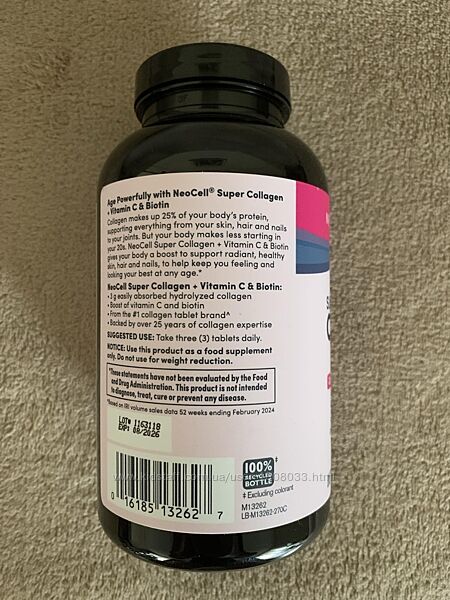 Age Powerfully with NeoCell® Super Collagen
+ Vitamin C & Biotin
Collagen makes up 25% of your body's protein,
supporting everything from your skin, hair and nails
to your joints. But your body makes less starting in
your 20s. NeoCell Super Collagen + Vitamin C & Biotin
gives your body a boost to support radiant, healthy
skin, hair and nails, to help keep you feeling and
looking your best at any age.*
NeoCell Super Collagen + Vitamin C & Biotin:
• 3 g easily absorbed hydrolyzed collagen
• Boost of vitamin C and biotin
• From the #1 collagen tablet brand^
• Backed by over 25 years of collagen expertise
SUGGESTED USE: Take three (3) tablets daily.
NOTICE: Use this product as a food supplement
only. Do not use for weight reduction.
*These statements have not been evaluated by the Food
and Drug Administration. This product is not intended
to diagnose, treat, cure or prevent any disease.
^Based on IRI volume sales data 52 weeks ending February 2024
LOT# 1153118
EXP: 08/2026
100%
RECYCLED
BOTTLE
‡
‡ Excluding colorant
M13262
LB-M13262-270C
0 16185 13262 7